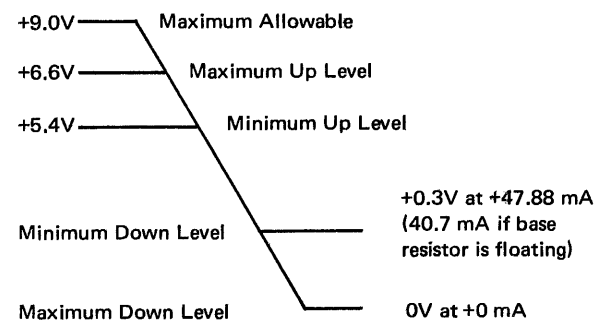 +9.0V Maximum Allowable
+6.6V Maximum Up Level
+5.4V Minimum Up Level
Minimum Down Level
+0.3V at +47.88 mA
(40.7 mA if base
resistor is floating)
Maximum Down Level 0V at +0 mA